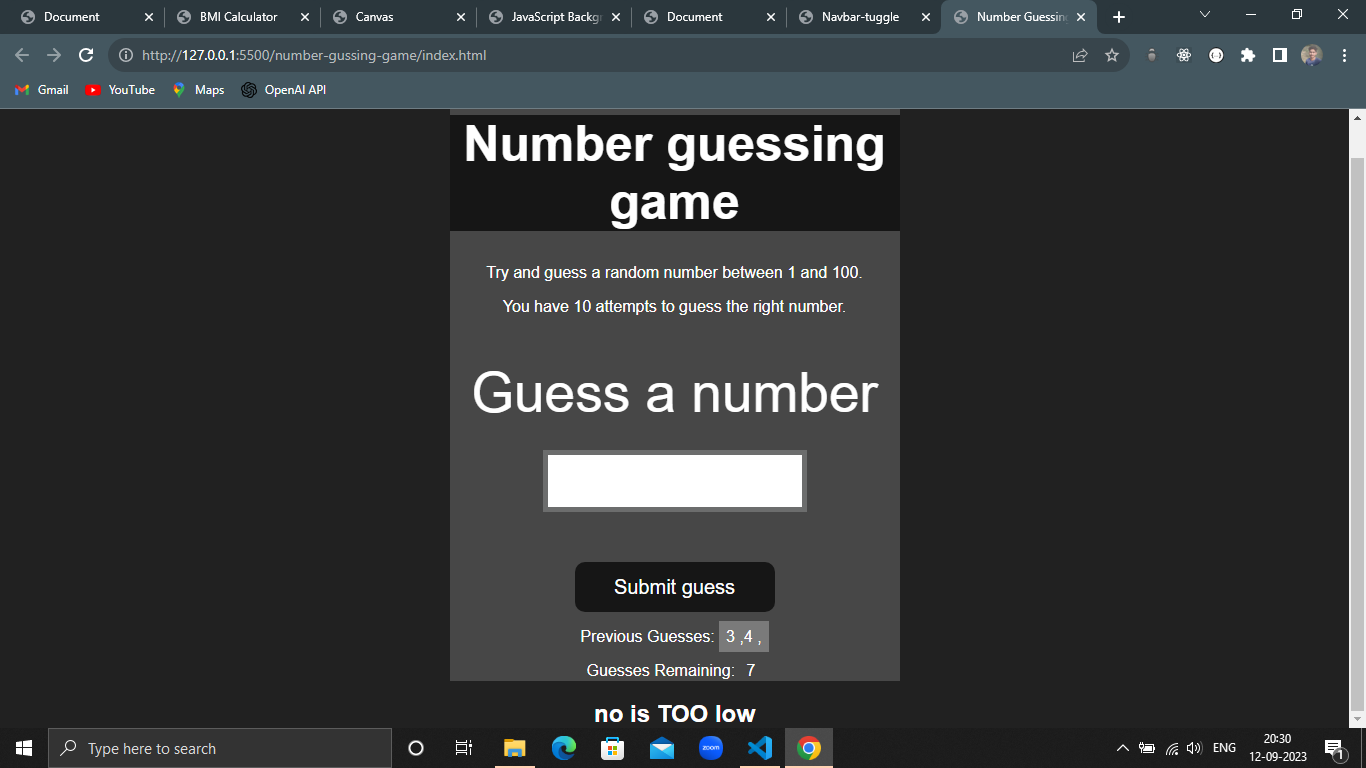 Document
BMI Calculator
Canvas
JavaScript Backg
Document
Navbar-tuggle
Number Guessin
http://127.0.0.1:5500/number-gussing-game/index.html
Gmail
YouTube
Maps
OpenAI API
Number guessing
game
Try and guess a random number between 1 and 100.
You have 10 attempts to guess the right number.
Guess a number
Submit guess
Previous Guesses: 3 ,4 ,
Guesses Remaining: 7
no is TOO low
Type here to search
zoom
ENG
20:30
12-09-2023
1